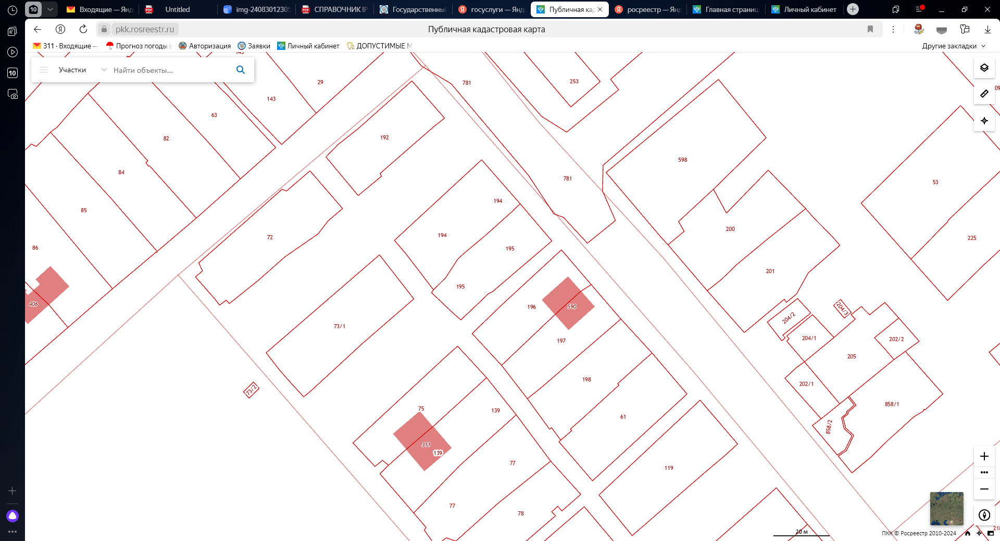 10
Входящие — Янд
Untitled
img-24083012305
СПРАВОЧНИК IP
Государственный
госуслуги — Янд
Публичная ка
росреестр — Янд
Главная страниц
Личный кабинет
pkk.rosreestr.ru
Публичная кадастровая карта
311 · Входящие —
Прогноз погоды в
Авторизация
Заявки
Личный кабинет
ДОПУСТИМЫЕ М
Другие закладки
10
Участки
Найти объекты...
143
29
143
63
82
84
85
86
406
192
72
73/1
73/2
781
781
253
598
53
225
194
194
195
195
200
201
196
590
197
198
61
204/2
204/3
204/1
202/2
205
202/1
858/1
858/2
75
139
311
139
77
77
78
119
09
218
20 м
ПКК © Росреестр 2010-2024